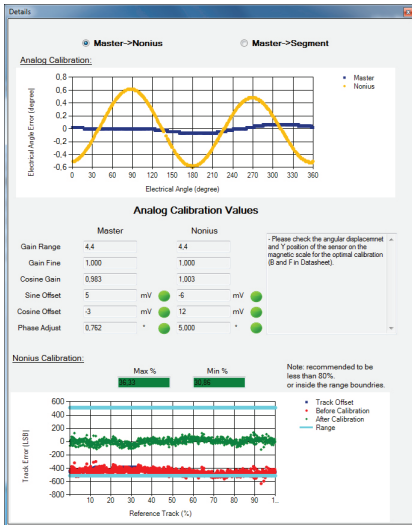 Details
Master->Nonius
Master->Segment
Analog Calibration:
Electrical Angle Error (degree)
0,8
0,6
0,4
0,2
0
-0,2
-0,4
-0,6
0 30 60 90 120 150 180 210 240 270 300 330 360
Electrical Angle (degree)
Master
Nonius
Analog Calibration Values
Master Nonius
Gain Range 4,4 4,4
Gain Fine 1,000 1,000
Cosine Gain 0,983 1,003
Sine Offset 5 mV -6 mV
Cosine Offset -3 mV 12 mV
Phase Adjust 0,762 ° 5,000 °
- Please check the angular displacemnet
and Y position of the sensor on the
magnetic scale for the optimal calibration
(B and F in Datasheet).
Nonius Calibration:
Max % Min %
36,33 30,86
Note: recommended to be
less than 80%.
or inside the range boundries.
Track Error [LSB]
600
400
200
0
-200
-400
-600
-800
10 20 30 40 50 60 70 80 90 1...
Reference Track (%)
Track Offset
Before Calibration
After Calibration
Range